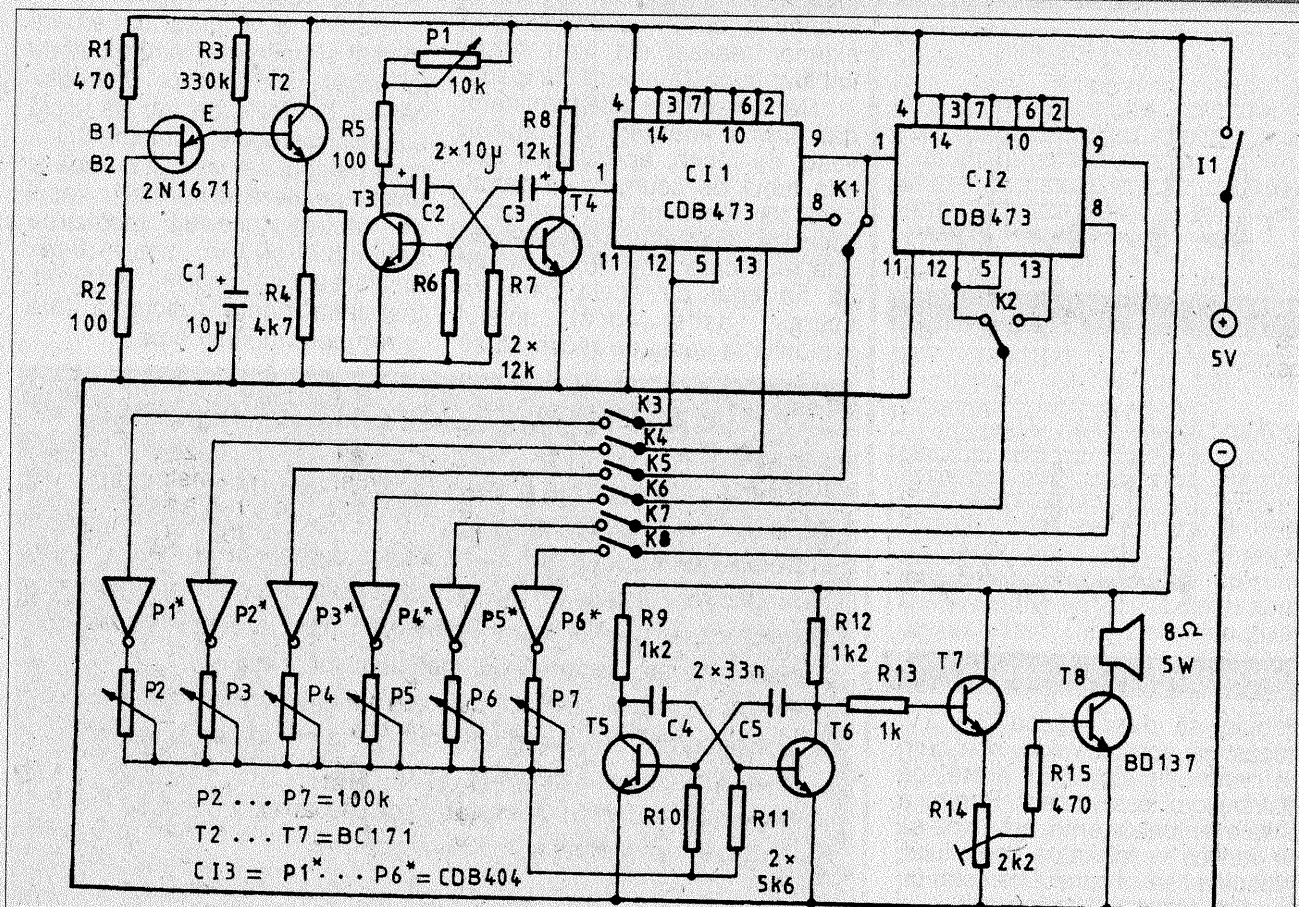 R1
470
R3
330k
T2
E
B1
B2
2N1671
R2
100
C1
+
10µ
R4
4k7
P1
10k
R5
100
2×10µ
R8
12k
T3
+
C2
+
C3
T4
R6
R7
2×
12k
4
3
7
6
2
14
10
1
9
CI1
CDB473
8
K1
11
12
5
13
4
3
7
6
2
14
10
1
9
CI2
CDB473
8
11
12
5
13
K2
I1
+
5V
-
K3
K4
K5
K6
K7
K8
P1*
P2*
P3*
P4*
P5*
P6*
P2
P3
P4
P5
P6
P7
R9
1k2
R12
1k2
2×33n
R13
1k
T7
8Ω
5W
T8
T5
C4
C5
T6
BD137
R10
R11
2×
5k6
R15
470
R14
2k2
P2...P7=100k
T2...T7=BC171
CI3 = P1*...P6*=CDB404